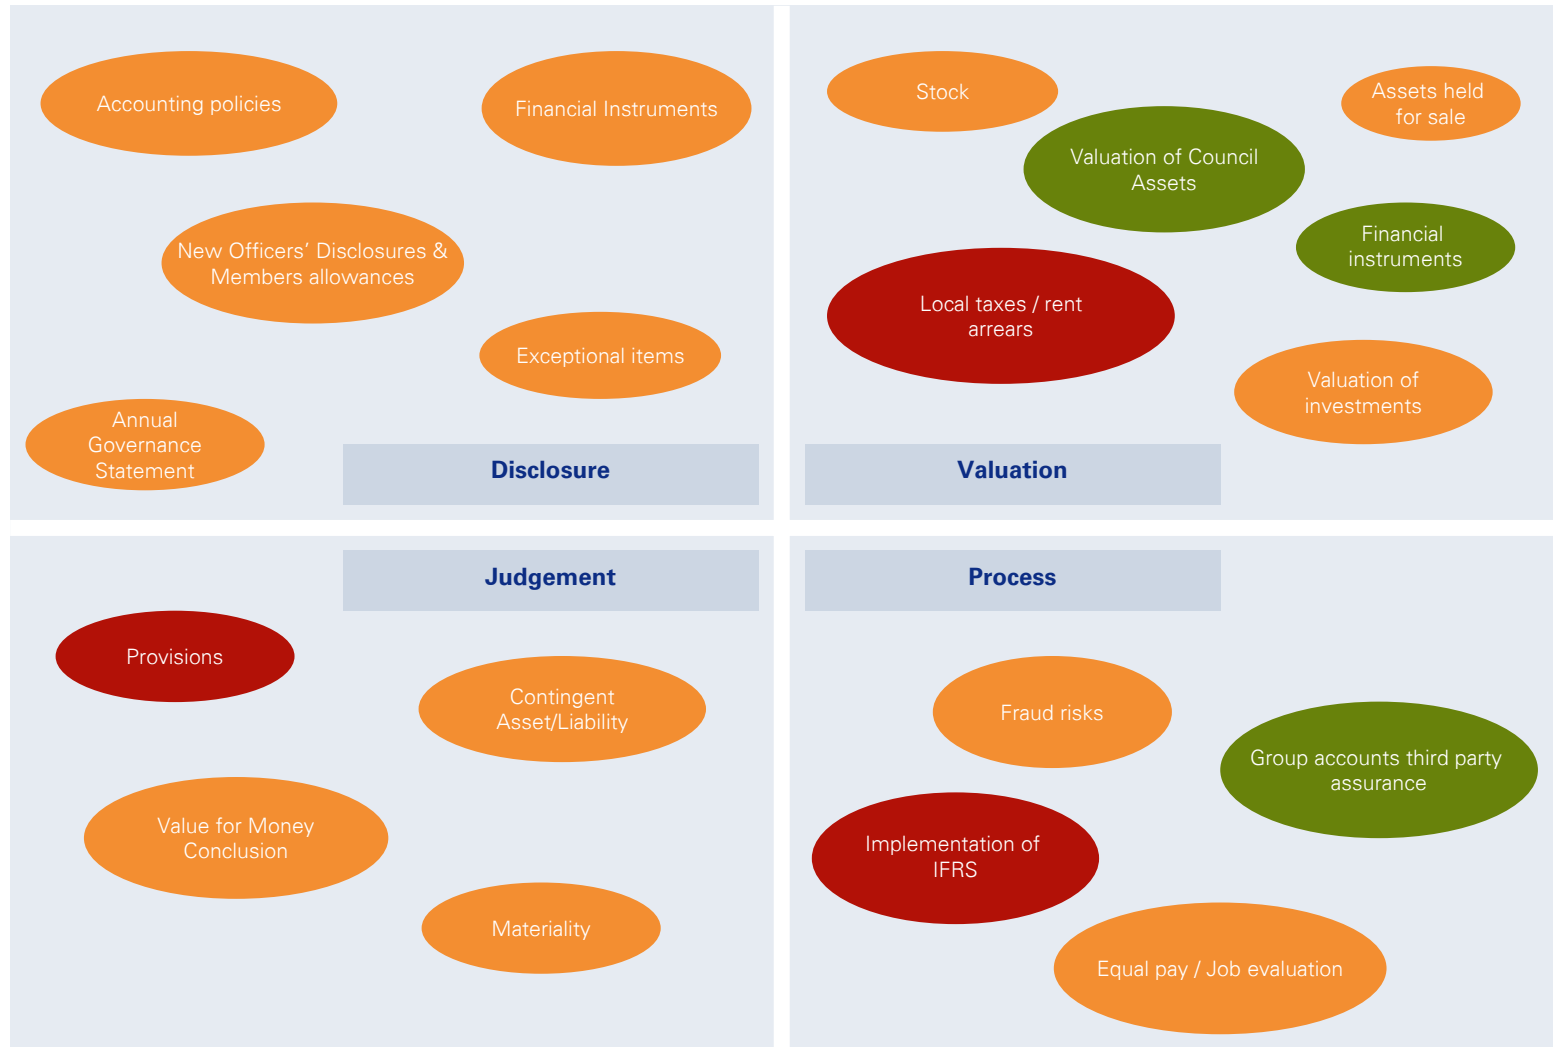 Accounting policies
Financial Instruments
New Officers’ Disclosures &
Members allowances
Exceptional items
Annual
Governance
Statement
Disclosure
Stock
Assets held
for sale
Valuation of Council
Assets
Financial
instruments
Local taxes / rent
arrears
Valuation of
investments
Valuation
Judgement
Provisions
Contingent
Asset/Liability
Value for Money
Conclusion
Materiality
Process
Fraud risks
Group accounts third party
assurance
Implementation of
IFRS
Equal pay / Job evaluation